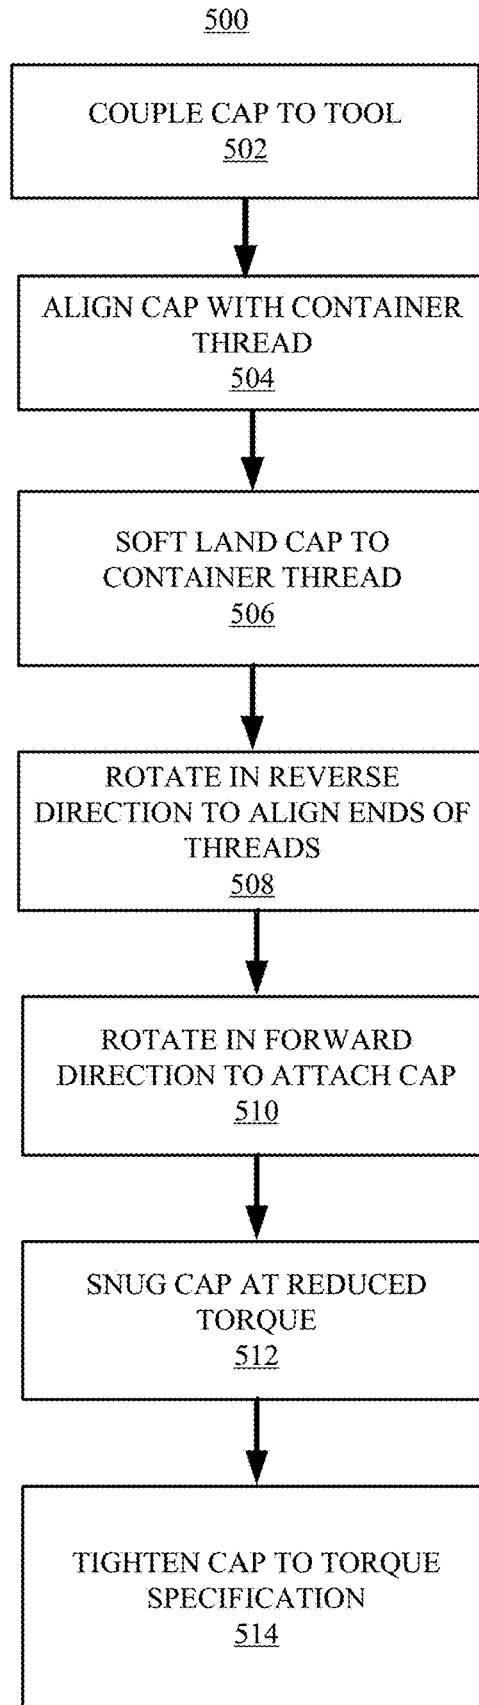 500
COUPLE CAP TO TOOL
502
ALIGN CAP WITH CONTAINER
THREAD
504
SOFT LAND CAP TO
CONTAINER THREAD
506
ROTATE IN REVERSE
DIRECTION TO ALIGN ENDS OF
THREADS
508
ROTATE IN FORWARD
DIRECTION TO ATTACH CAP
510
SNUG CAP AT REDUCED
TORQUE
512
TIGHTEN CAP TO TORQUE
SPECIFICATION
514